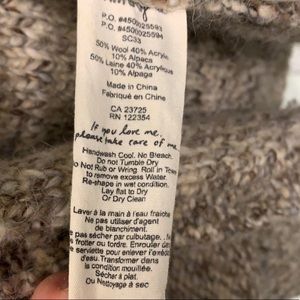 P.O. #4500025593
P.O. #4500025594
SC33
50% Wool 40% Acrylic
10% Alpaca
50% Laine 40% Acrylique
10% Alpaga
Made in China
Fabriqué en Chine
CA 23725
RN 122354
If you love me,
please take care of me.
Handwash Cool. No Bleach.
Do not Tumble Dry
Do Not Rub or Wring. Roll in Towel
to remove excess Water.
Re-shape in wet condition.
Lay flat to Dry
Or Dry Clean
Laver à la main à l'eau fraîche
Ne pas utiliser d'agent
de blanchiment.
Ne pas sécher par culbutage.
frotter ou tordre. Enrouler dans
serviette pour enlever
d'eau. Transformer dans
la condition mouillée.
Sécher à plat
Ou Nettoyage à sec